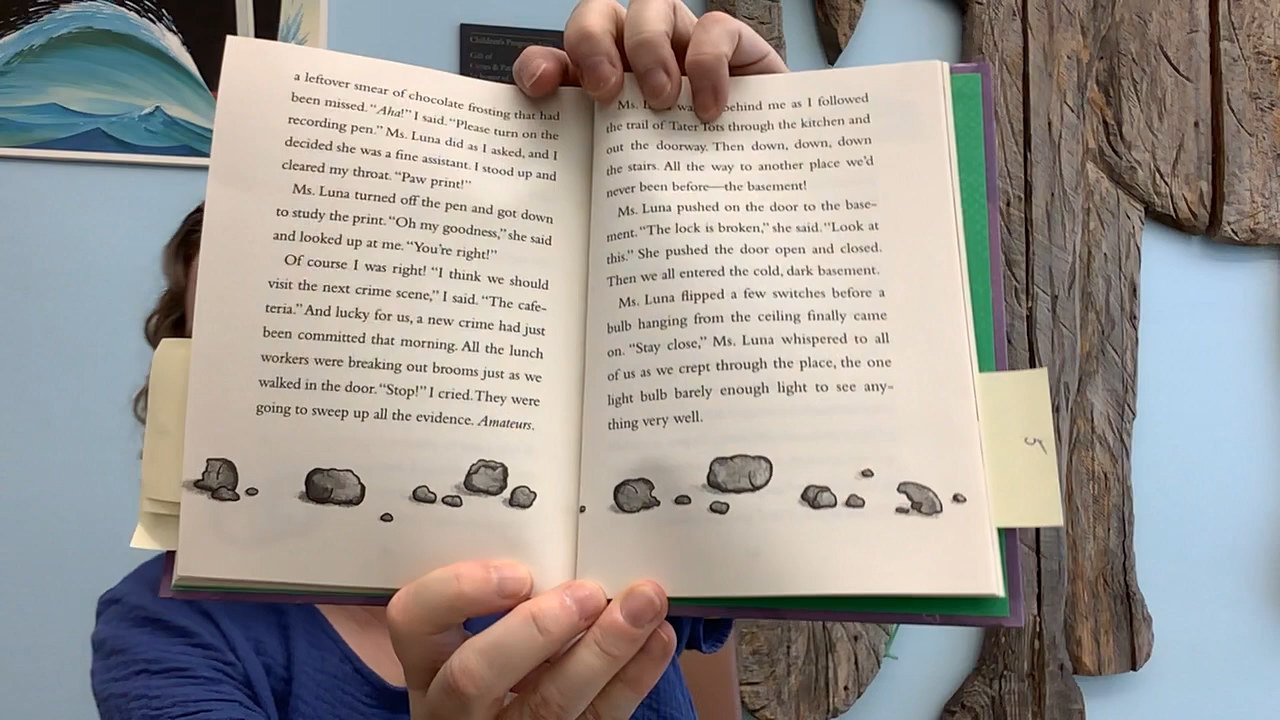 Children's
Gift of
a leftover smear of chocolate frosting that had
been missed. "Aha!" I said. "Please turn on the
recording pen." Ms. Luna did as I asked, and I
decided she was a fine assistant. I stood up and
cleared my throat. "Paw print!"
Ms. Luna turned off the pen and got down
to study the print. "Oh my goodness," she said
and looked up at me. "You're right!"
Of course I was right! "I think we should
visit the next crime scene," I said. "The cafe-
teria." And lucky for us, a new crime had just
been committed that morning. All the lunch
workers were breaking out brooms just as we
walked in the door. "Stop!" I cried. They were
going to sweep up all the evidence. Amateurs.
Ms. behind me as I followed
the trail of Tater Tots through the kitchen and
out the doorway. Then down, down, down
the stairs. All the way to another place we'd
never been before—the basement!
Ms. Luna pushed on the door to the base-
ment. "The lock is broken," she said. "Look at
this." She pushed the door open and closed.
Then we all entered the cold, dark basement.
Ms. Luna flipped a few switches before a
bulb hanging from the ceiling finally came
on. "Stay close," Ms. Luna whispered to all
of us as we crept through the place, the one
light bulb barely enough light to see any-
thing very well.
5